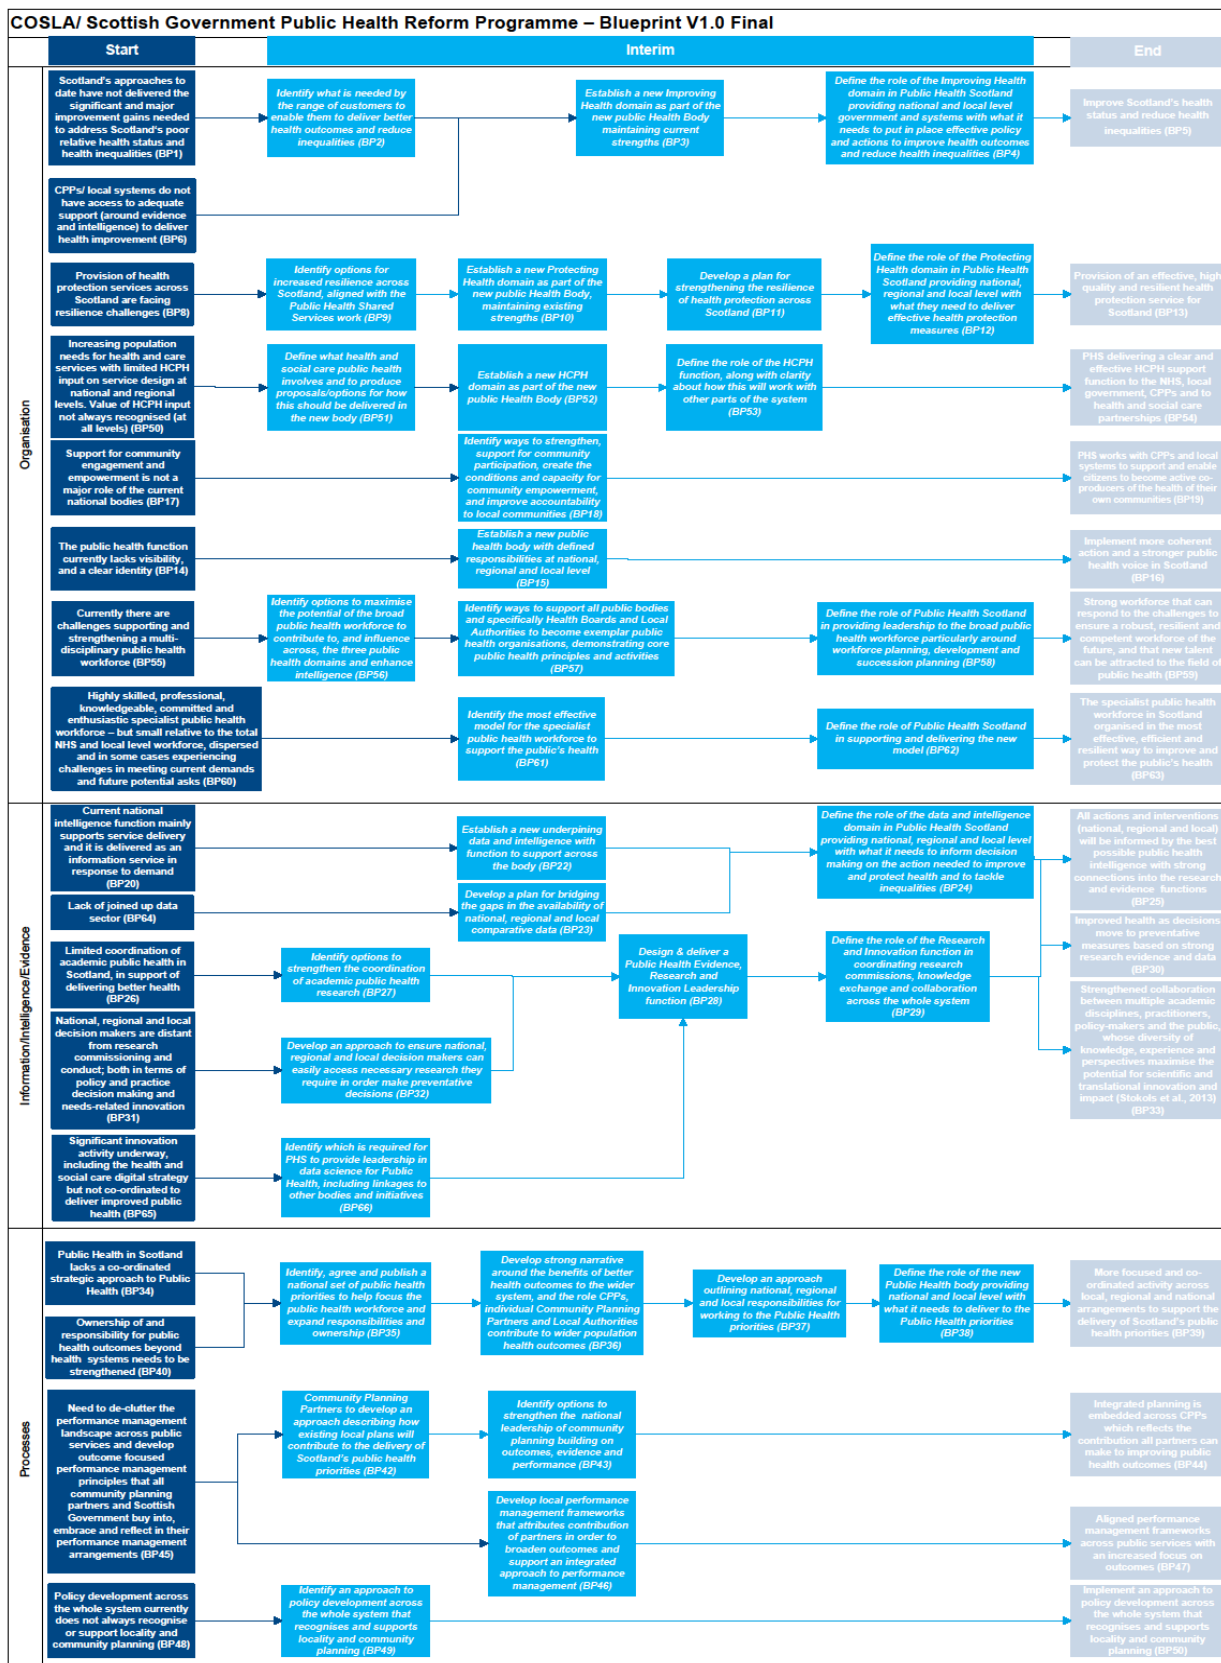 COSLA/ Scottish Government Public Health Reform Programme – Blueprint V1.0 Final
Start
Interim
End
Organisation
Scotland's approaches to
date have not delivered the
significant and major
improvement gains needed
to address Scotland's poor
relative health status and
health inequalities (BP1)
Identify what is needed by
the range of customers to
enable them to deliver better
health outcomes and reduce
inequalities (BP2)
Establish a new Improving
Health domain as part of the
new public Health Body
maintaining current
strengths (BP3)
Define the role of the Improving Health
domain in Public Health Scotland
providing national and local level
government and systems with what it
needs to put in place effective policy
and actions to improve health outcomes
and reduce health inequalities (BP4)
Improve Scotland's health
status and reduce health
inequalities (BP5)
CPPs/ local systems do not
have access to adequate
support (around evidence
and intelligence) to deliver
health improvement (BP6)
Provision of health
protection services across
Scotland are facing
resilience challenges (BP8)
Identify options for
increased resilience across
Scotland, aligned with the
Public Health Shared
Services work (BP9)
Establish a new Protecting
Health domain as part of the
new public Health Body,
maintaining existing
strengths (BP10)
Develop a plan for
strengthening the resilience
of health protection across
Scotland (BP11)
Define the role of the Protecting
Health domain in Public Health
Scotland providing national,
regional and local level with
what they need to deliver
effective health protection
measures (BP12)
Provision of an effective, high
quality and resilient health
protection service for
Scotland (BP13)
Increasing population
needs for health and care
services with limited HCPH
input on service design at
national and regional
levels. Value of HCPH input
not always recognised (at
all levels) (BP50)
Define what health and
social care public health
involves and to produce
proposals/options for how
this should be delivered in
the new body (BP51)
Establish a new HCPH
domain as part of the new
public Health Body (BP52)
Define the role of the HCPH
function, along with clarity
about how this will work with
other parts of the system
(BP53)
PHS delivering a clear and
effective HCPH support
function to the NHS, local
government, CPPs and to
health and social care
partnerships (BP54)
Support for community
engagement and
empowerment is not a
major role of the current
national bodies (BP17)
Identify ways to strengthen,
support for community
participation, create the
conditions and capacity for
community empowerment,
and improve accountability
to local communities (BP18)
PHS works with CPPs and local
systems to support and enable
citizens to become active co-
producers of the health of their
own communities (BP19)
The public health function
currently lacks visibility,
and a clear identity (BP14)
Establish a new public
health body with defined
responsibilities at national,
regional and local level
(BP15)
Implement more coherent
action and a stronger public
health voice in Scotland
(BP16)
Currently there are
challenges supporting and
strengthening a multi-
disciplinary public health
workforce (BP55)
Identify options to maximise
the potential of the broad
public health workforce to
contribute to, and influence
across, the three public
health domains and enhance
intelligence (BP56)
Identify ways to support all public bodies
and specifically Health Boards and Local
Authorities to become exemplar public
health organisations, demonstrating core
public health principles and activities
(BP57)
Define the role of Public Health Scotland
in providing leadership to the broad
public health workforce particularly around
workforce planning, development and
succession planning (BP58)
Strong workforce that can
respond to the challenges to
ensure a robust, resilient and
competent workforce of the
future, and that new talent
can be attracted to the field of
public health (BP59)
Highly skilled, professional,
knowledgeable, committed and
enthusiastic specialist public health
workforce – but small relative to the total
NHS and local level workforce, dispersed
and in some cases experiencing
challenges in meeting current demands
and future potential asks (BP60)
Identify the most effective
model for the specialist
public health workforce to
support the public's health
(BP61)
Define the role of Public Health Scotland
in supporting and delivering the new
model (BP62)
The specialist public health
workforce in Scotland
organised in the most
effective, efficient and
resilient way to improve and
protect the public's health
(BP63)
Information/Intelligence/Evidence
Current national
intelligence function mainly
supports service delivery
and it is delivered as an
information service in
response to demand
(BP20)
Establish a new underpining
data and intelligence with
function to support across
the body (BP22)
Define the role of the data and intelligence
domain in Public Health Scotland
providing national, regional and local level
with what it needs to inform decision
making on the action needed to improve
and protect health and to tackle
inequalities (BP24)
All actions and interventions
(national, regional and local)
will be informed by the best
possible public health
intelligence with strong
connections into the research
and evidence functions
(BP25)
Lack of joined up data
sector (BP64)
Develop a plan for bridging
the gaps in the availability of
national, regional and local
comparative data (BP23)
Improved health as decisions
move to preventative
measures based on strong
research evidence and data
(BP30)
Limited coordination of
academic public health in
Scotland, in support of
delivering better health
(BP26)
Identify options to
strengthen the coordination
of academic public health
research (BP27)
Design & deliver a
Public Health Evidence,
Research and
Innovation Leadership
function (BP28)
Define the role of the Research
and Innovation function in
coordinating research
commissions, knowledge
exchange and collaboration
across the whole system
(BP29)
Strengthened collaboration
between multiple academic
disciplines, practitioners,
policy-makers and the public,
whose diversity of
knowledge, experience and
perspectives maximise the
potential for scientific and
translational innovation and
impact (Stokols et al., 2013)
(BP33)
National, regional and local
decision makers are distant
from research
commissioning and
conduct; both in terms of
policy and practice
decision making and
needs-related innovation
(BP31)
Develop an approach to ensure national,
regional and local decision makers can
easily access necessary research they
require in order make preventative
decisions (BP32)
Significant innovation
activity underway,
including the health and
social care digital strategy
but not co-ordinated to
deliver improved public
health (BP65)
Identify which is required for
PHS to provide leadership in
data science for Public
Health, including linkages to
other bodies and initiatives
(BP66)
Processes
Public Health in Scotland
lacks a co-ordinated
strategic approach to Public
Health (BP34)
Identify, agree and publish a
national set of public health
priorities to help focus the
public health workforce and
expand responsibilities and
ownership (BP35)
Develop strong narrative
around the benefits of better
health outcomes to the wider
system, and the role CPPs,
individual Community Planning
Partners and Local Authorities
contribute to wider population
health outcomes (BP36)
Develop an approach
outlining national, regional
and local responsibilities for
working to the Public Health
priorities (BP37)
Define the role of the new
Public Health body providing
national and local level with
what it needs to deliver to the
Public Health priorities
(BP38)
More focused and co-
ordinated activity across
local, regional and national
arrangements to support the
delivery of Scotland's public
health priorities (BP39)
Ownership of and
responsibility for public
health outcomes beyond
health systems needs to be
strengthened (BP40)
Need to de-clutter the
performance management
landscape across public
services and develop
outcome focused
performance management
principles that all
community planning
partners and Scottish
Government buy into,
embrace and reflect in their
performance management
arrangements (BP45)
Community Planning
Partners to develop an
approach describing how
existing local plans will
contribute to the delivery of
Scotland's public health
priorities (BP42)
Identify options to
strengthen the national
leadership of community
planning building on
outcomes, evidence and
performance (BP43)
Integrated planning is
embedded across CPPs
which reflects the
contribution all partners can
make to improving public
health outcomes (BP44)
Develop local performance
management frameworks
that attributes contribution
of partners in order to
broaden outcomes and
support an integrated
approach to performance
management (BP46)
Aligned performance
management frameworks
across public services with
an increased focus on
outcomes (BP47)
Policy development across
the whole system currently
does not always recognise
or support locality and
community planning (BP48)
Identify an approach to
policy development across
the whole system that
recognises and supports
locality and community
planning (BP49)
Implement an approach to
policy development across
the whole system that
recognises and supports
locality and community
planning (BP50)